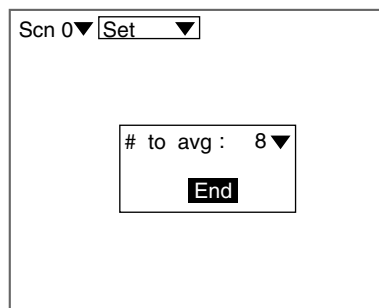 Scn 0▼ Set ▼
# to avg : 8▼
End